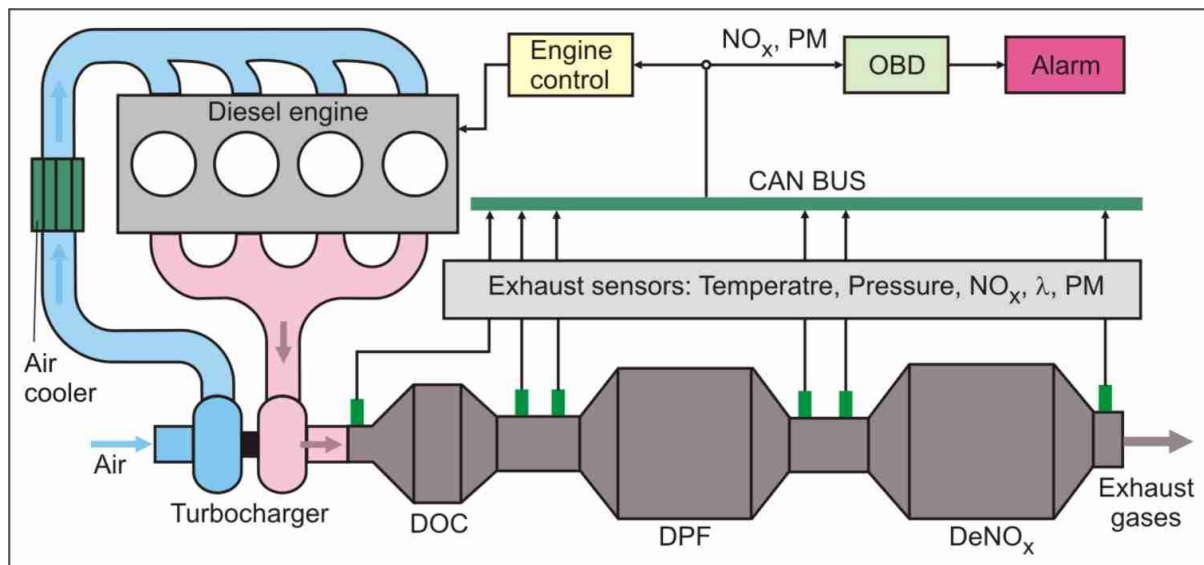 NOx, PM
Engine
control
OBD
Alarm
Diesel engine
CAN BUS
Exhaust sensors: Temperatre, Pressure, NOx, λ, PM
Air
cooler
Air
Turbocharger
DOC
DPF
DeNOx
Exhaust
gases